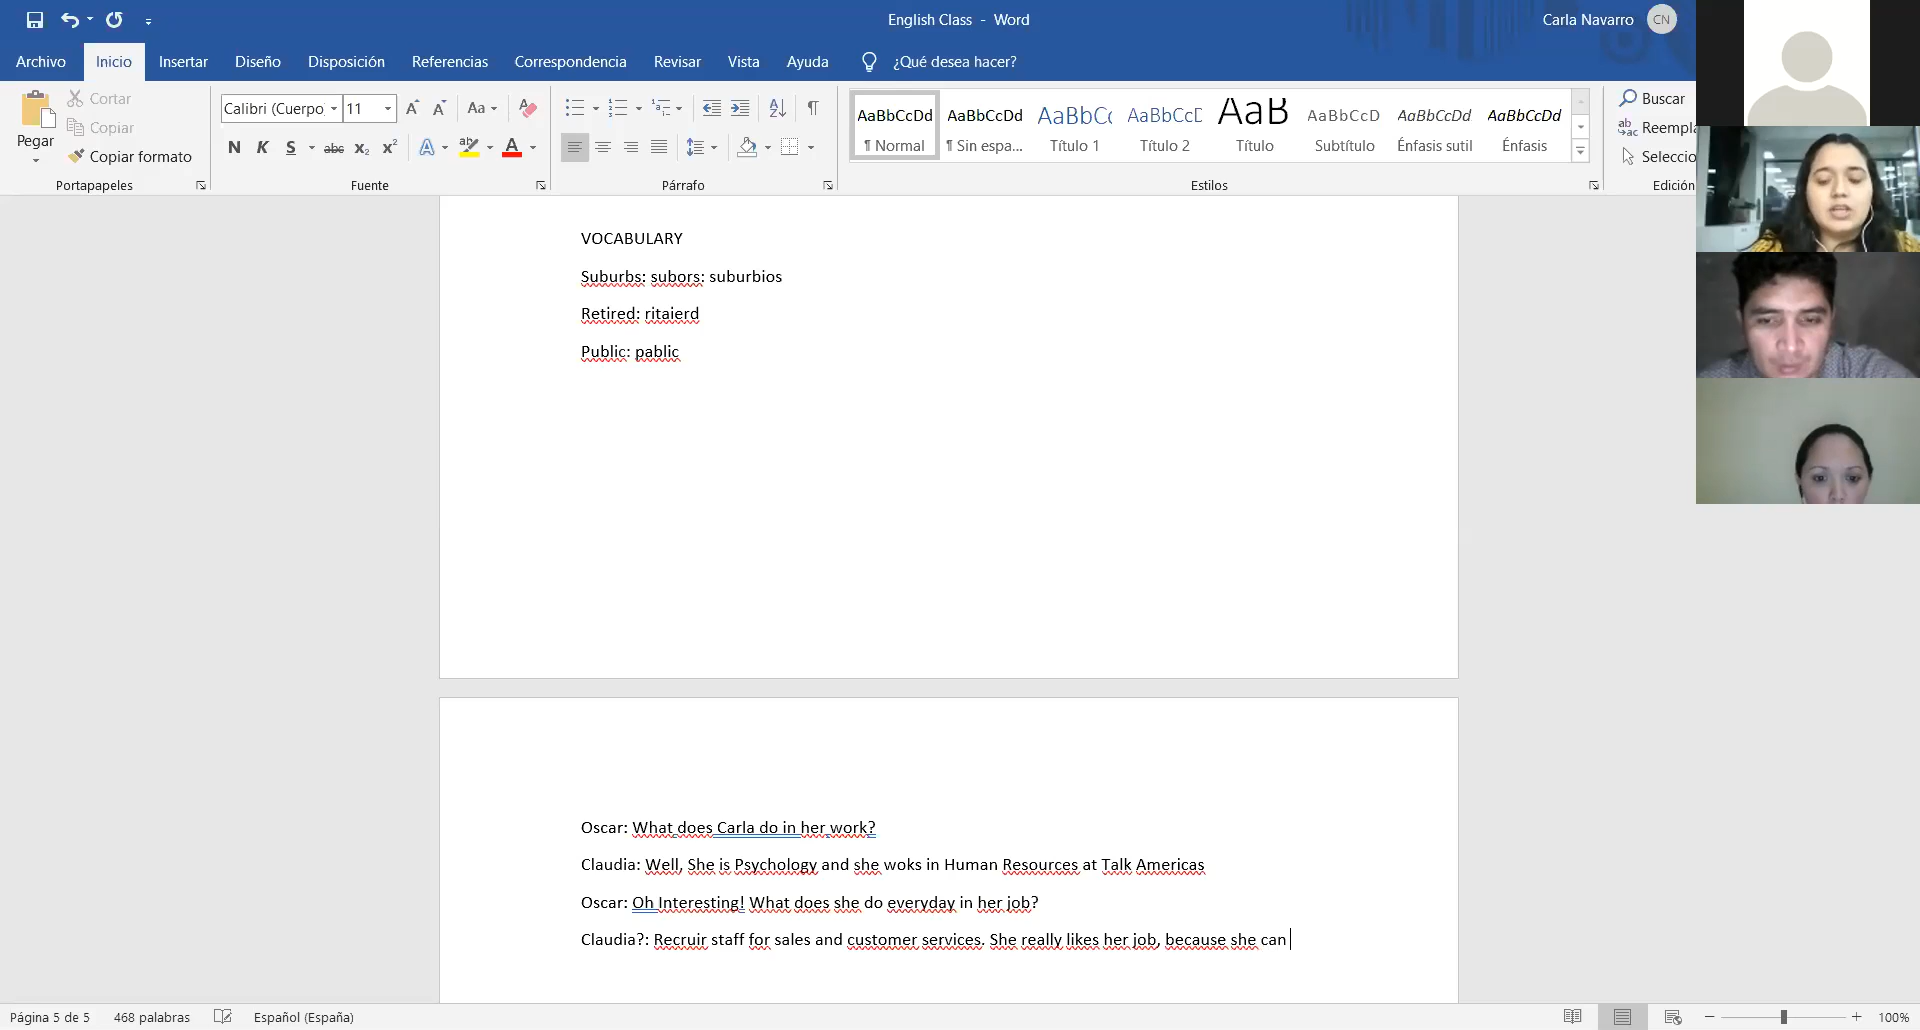 English Class - Word
Carla Navarro
CN
Archivo
Inicio
Insertar
Diseño
Disposición
Referencias
Correspondencia
Revisar
Vista
Ayuda
¿Qué desea hacer?
Pegar
Cortar
Copiar
Copiar formato
Portapapeles
Calibri (Cuerpo
11
Aa
N K S abc x₂ x²
A
Fuente
Párrafo
AaBbCcDd
¶ Normal
AaBbCcDd
¶ Sin espa...
AaBbCc
Título 1
AaBbCcD
Título 2
AaB
Título
AaBbCcD
Subtítulo
AaBbCcDd
Énfasis sutil
AaBbCcDd
Énfasis
Estilos
Buscar
Reempla
Seleccio
Edición
VOCABULARY
Suburbs: subors: suburbios
Retired: ritaierd
Public: pablic
Oscar: What does Carla do in her work?
Claudia: Well, She is Psychology and she woks in Human Resources at Talk Americas
Oscar: Oh Interesting! What does she do everyday in her job?
Claudia?: Recruir staff for sales and customer services. She really likes her job, because she can
Página 5 de 5
468 palabras
Español (España)
100%